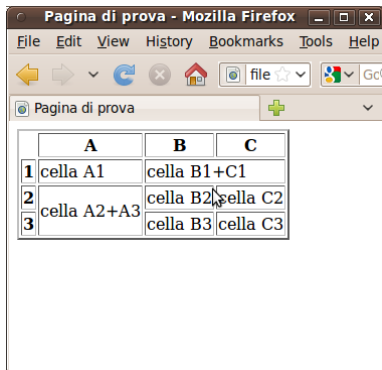 Pagina di prova - Mozilla Firefox
File Edit View History Bookmarks Tools Help
file
Pagina di prova
A B C
1 cella A1 cella B1+C1
2 cella A2+A3 cella B2 cella C2
3 cella B3 cella C3